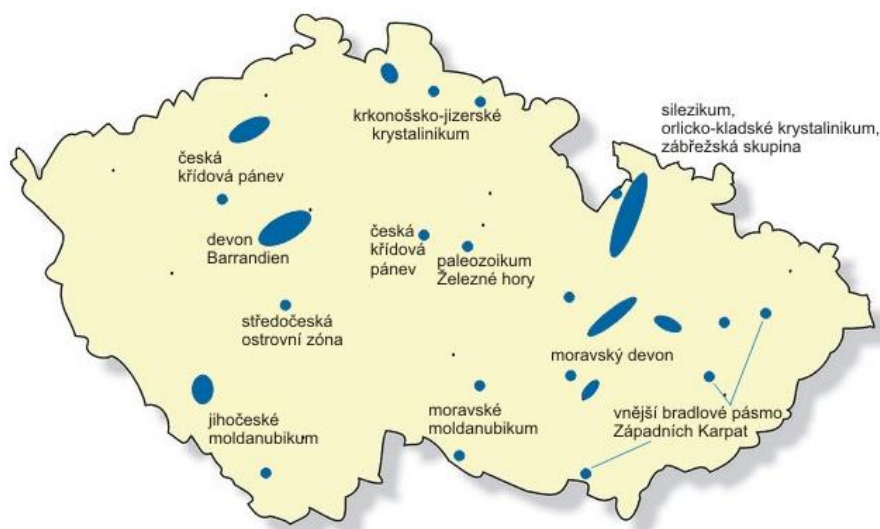 krkonošsko-jizerské
krystalinikum
silezikum,
orlicko-kladské krystalinikum,
zábřežská skupina
česká
křídová pánev
devon
Barrandien
česká
křídová
pánev
paleozoikum
Železné hory
středočeská
ostrovní zóna
moravský devon
jihočeské
moldanubikum
moravské
moldanubikum
vnější bradlové pásmo
Západních Karpat